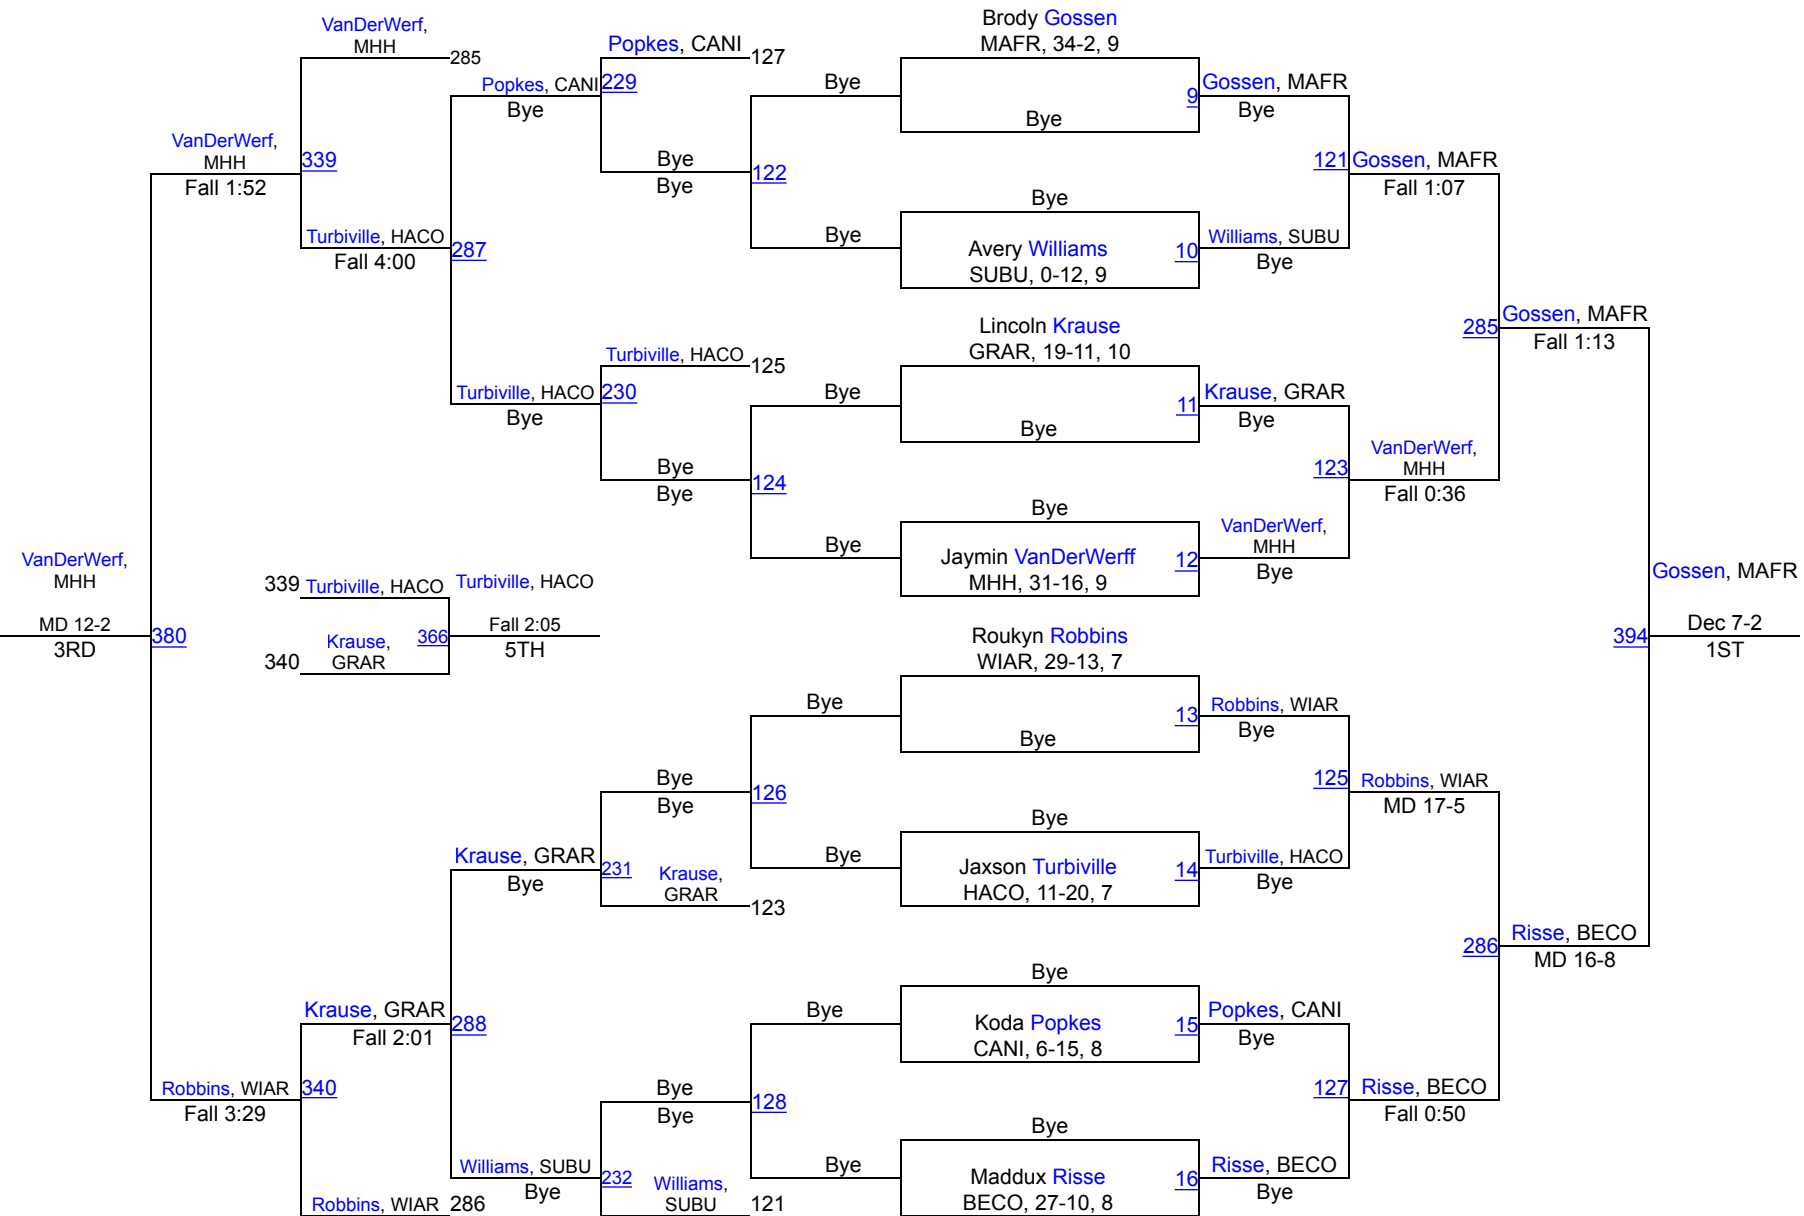 Brody Gossen
MAFR, 34-2, 9
VanDerWerf,
MHH
285
Popkes, CANI
127
Popkes, CANI
229
Bye
Bye
Gossen, MAFR
9
Bye
Bye
VanDerWerf,
MHH
339
Fall 1:52
Bye
122
Bye
121
Gossen, MAFR
Fall 1:07
Bye
Turbiville, HACO
287
Fall 4:00
Bye
Avery Williams
SUBU, 0-12, 9
10
Williams, SUBU
Bye
285
Gossen, MAFR
Fall 1:13
Lincoln Krause
GRAR, 19-11, 10
Turbiville, HACO
125
Turbiville, HACO
230
Bye
Bye
11
Krause, GRAR
Bye
Bye
Bye
124
Bye
123
VanDerWerf,
MHH
Fall 0:36
Bye
Bye
Jaymin VanDerWerff
MHH, 31-16, 9
12
VanDerWerf,
MHH
Bye
VanDerWerf,
MHH
MD 12-2
3RD
380
339
Turbiville, HACO
Turbiville, HACO
340
Krause,
GRAR
366
Fall 2:05
5TH
Gossen, MAFR
394
Dec 7-2
1ST
Roukyn Robbins
WIAR, 29-13, 7
Bye
13
Robbins, WIAR
Bye
Bye
Bye
126
Bye
125
Robbins, WIAR
MD 17-5
Bye
Krause, GRAR
231
Bye
Krause,
GRAR
123
Bye
Jaxson Turbiville
HACO, 11-20, 7
14
Turbiville, HACO
Bye
286
Risse, BECO
MD 16-8
Bye
Krause, GRAR
288
Fall 2:01
Bye
Koda Popkes
CANI, 6-15, 8
15
Popkes, CANI
Bye
Robbins, WIAR
340
Fall 3:29
Bye
128
Bye
127
Risse, BECO
Fall 0:50
Bye
Williams, SUBU
232
Bye
Williams,
SUBU
121
Bye
Maddux Risse
BECO, 27-10, 8
16
Risse, BECO
Bye
Robbins, WIAR
286